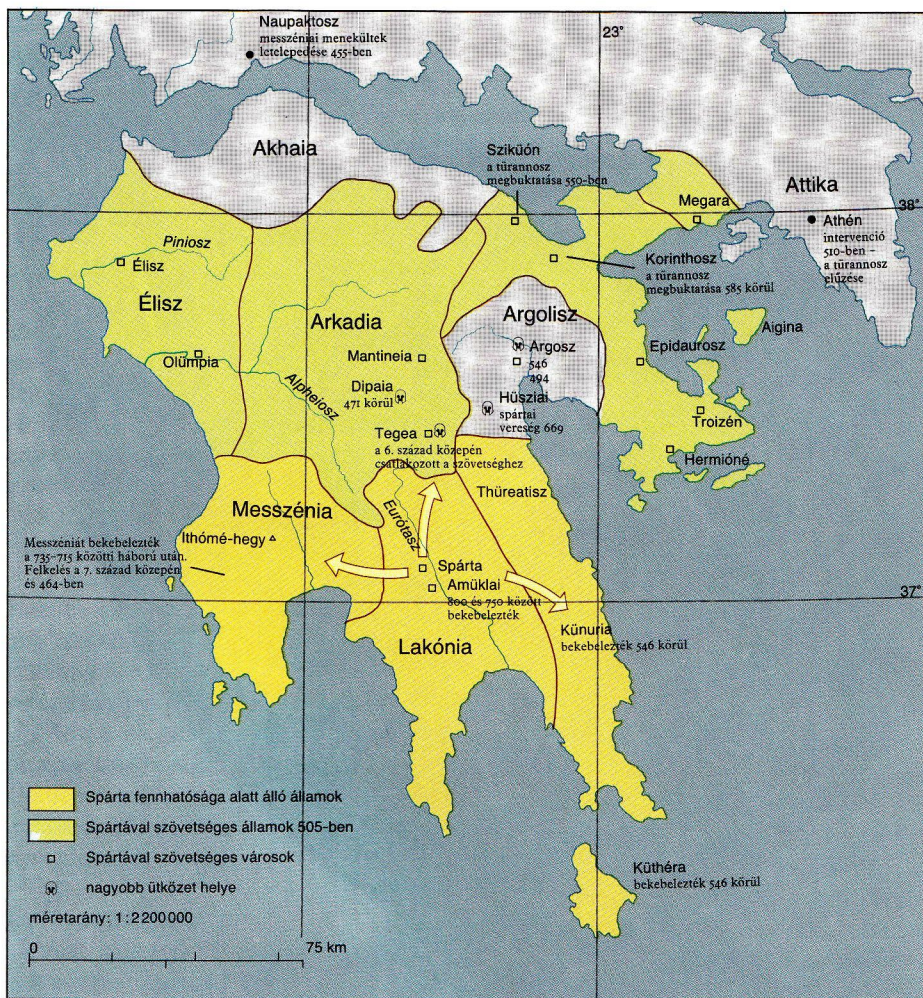 Naupaktosz
messzéniai menekültek
letelepedése 455-ben
23°
Akhaia
Sziküón
a türannosz
megbuktatása 550-ben
Attika
Megara
38°
Athén
intervenció
510-ben –
a türannosz
elűzése
Piniosz
Élisz
Korinthosz
a türannosz
megbuktatása 585 körül
Élisz
Arkadia
Argolisz
Aigina
Olümpia
Mantineia
Argosz
546
494
Epidaurosz
Alpheiosz
Dipaia
471 körül
Hüsziai
spártai
vereség 669
Troizén
Tegea
a 6. század közepén
csatlakozott a szövetséghez
Hermióné
Messzénia
Thüreatisz
Eurótasz
Ithómé-hegy
Messzéniát bekebelezték
a 735–715 közötti háború után.
Felkelés a 7. század közepén
és 464-ben
Spárta
Amüklai
800 és 750 között
bekebelezték
37°
Künuria
bekebelezték 546 körül
Lakónia
Spárta fennhatósága alatt álló államok
Spártával szövetséges államok 505-ben
Spártával szövetséges városok
nagyobb ütközet helye
méretarány: 1 : 2 200 000
0
75 km
Küthéra
bekebelezték 546 körül